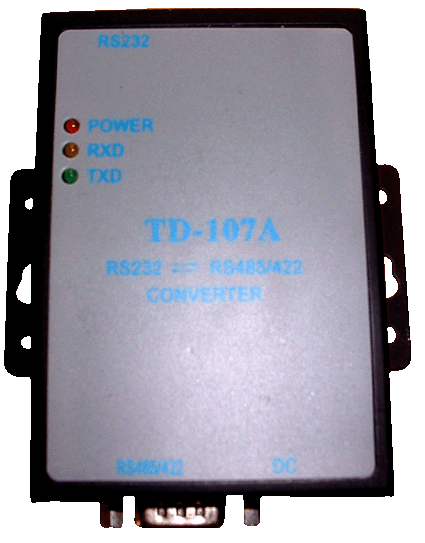 RS232
POWER
RXD
TXD
TD-107A
RS232 ⇌ RS485/422
CONVERTER
RS485/422 DC